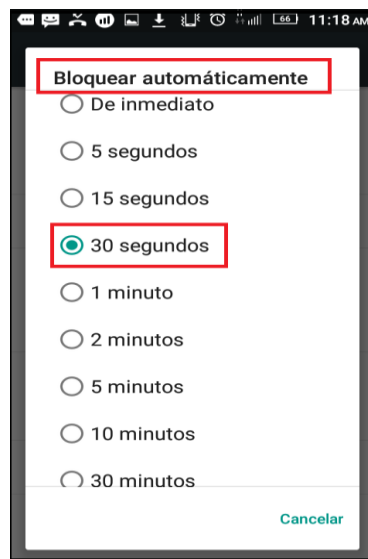 66 11:18 AM
Bloquear automáticamente
De inmediato
5 segundos
15 segundos
30 segundos
1 minuto
2 minutos
5 minutos
10 minutos
30 minutos
Cancelar